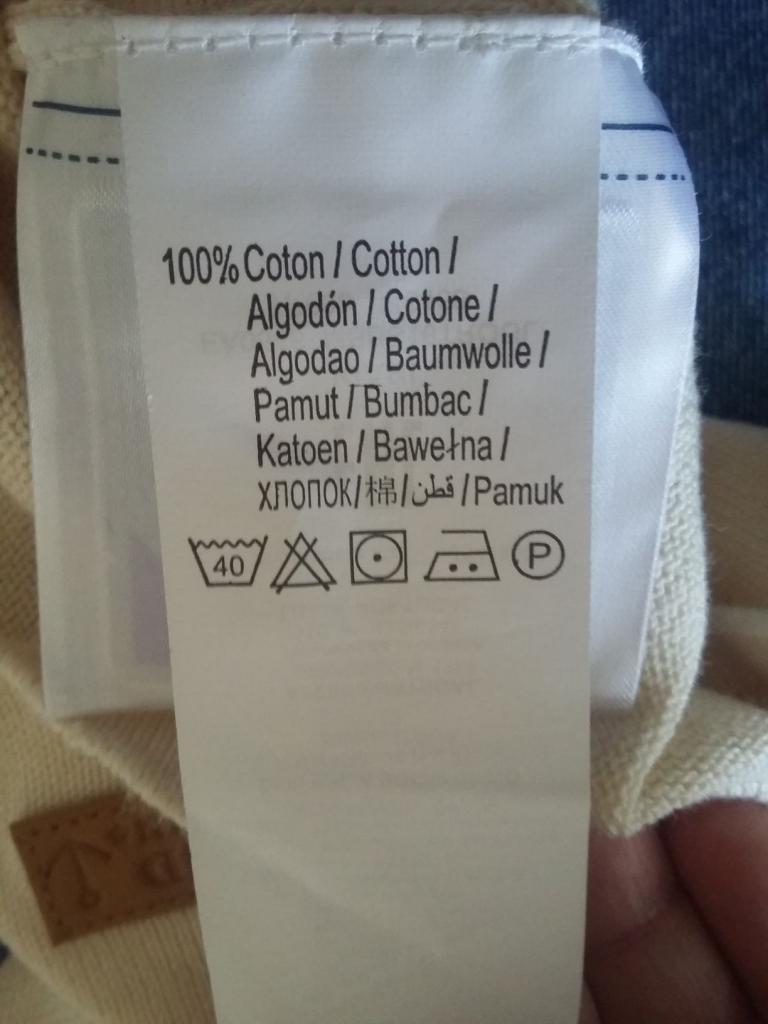 100% Coton / Cotton /
Algodón / Cotone /
Algodao / Baumwolle /
Pamut / Bumbac /
Katoen / Bawełna /
хлопок/棉/قطن/Pamuk
40 P